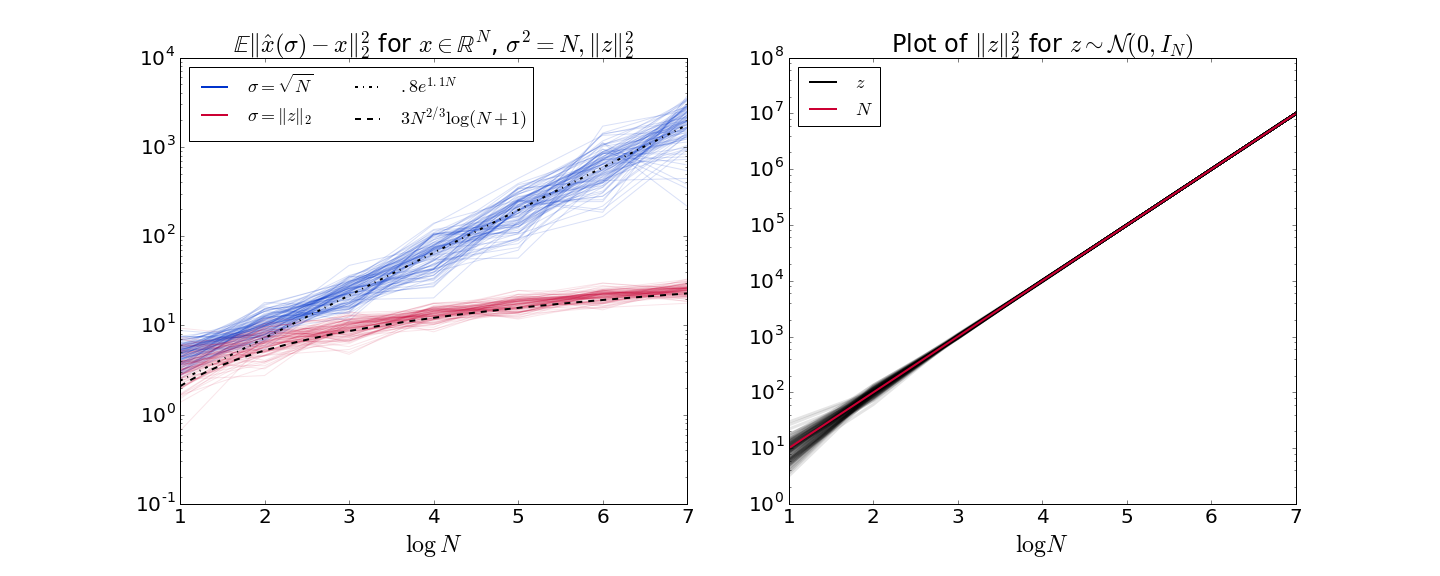 𝔼‖x̂(σ) − x‖₂² for x ∈ ℝᴺ, σ² = N, ‖z‖₂²
10⁴
10³
10²
10¹
10⁰
10⁻¹
σ = √N
σ = ‖z‖₂
.8e^{1.1N}
3N^{2/3}log(N + 1)
1 2 3 4 5 6 7
log N
Plot of ‖z‖₂² for z ∼ 𝒩(0, I_N)
10⁸
10⁷
10⁶
10⁵
10⁴
10³
10²
10¹
10⁰
z
N
1 2 3 4 5 6 7
logN